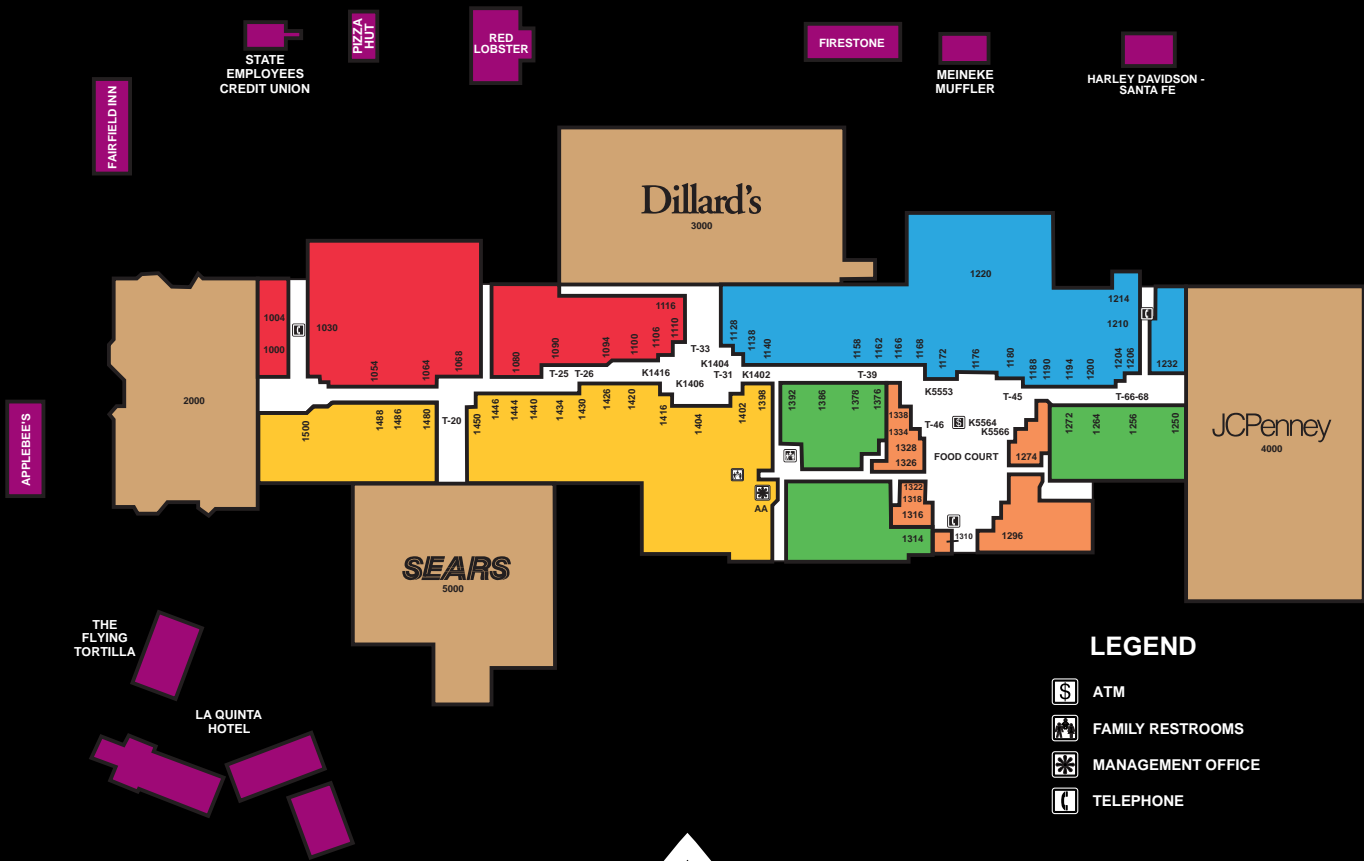 STATE
EMPLOYEES
CREDIT UNION
PIZZA
HUT
RED
LOBSTER
FIRESTONE
MEINEKE
MUFFLER
HARLEY DAVIDSON -
SANTA FE
FAIRFIELD INN
APPLEBEE'S
Dillard's
3000
1220
1214
1210
1004
1000
1030
1054
1064
1068
1080
1090
1094
1100
1106
1110
1116
1128
1138
1140
1158
1162
1166
1168
1172
1176
1180
1188
1190
1194
1200
1204
1206
1232
T-33
K1404
T-25
T-26
K1416
T-31
K1402
K1406
T-39
K5553
T-45
T-66-68
2000
1500
1488
1486
1480
T-20
1450
1446
1444
1440
1434
1430
1426
1420
1416
1404
1402
1398
1392
1386
1378
1376
1338
1334
1328
1326
T-46
K5564
K5566
FOOD COURT
1274
1272
1264
1256
1250
JCPenney
4000
AA
1322
1318
1316
1314
1310
1296
SEARS
5000
THE
FLYING
TORTILLA
LA QUINTA
HOTEL
LEGEND
ATM
FAMILY RESTROOMS
MANAGEMENT OFFICE
TELEPHONE